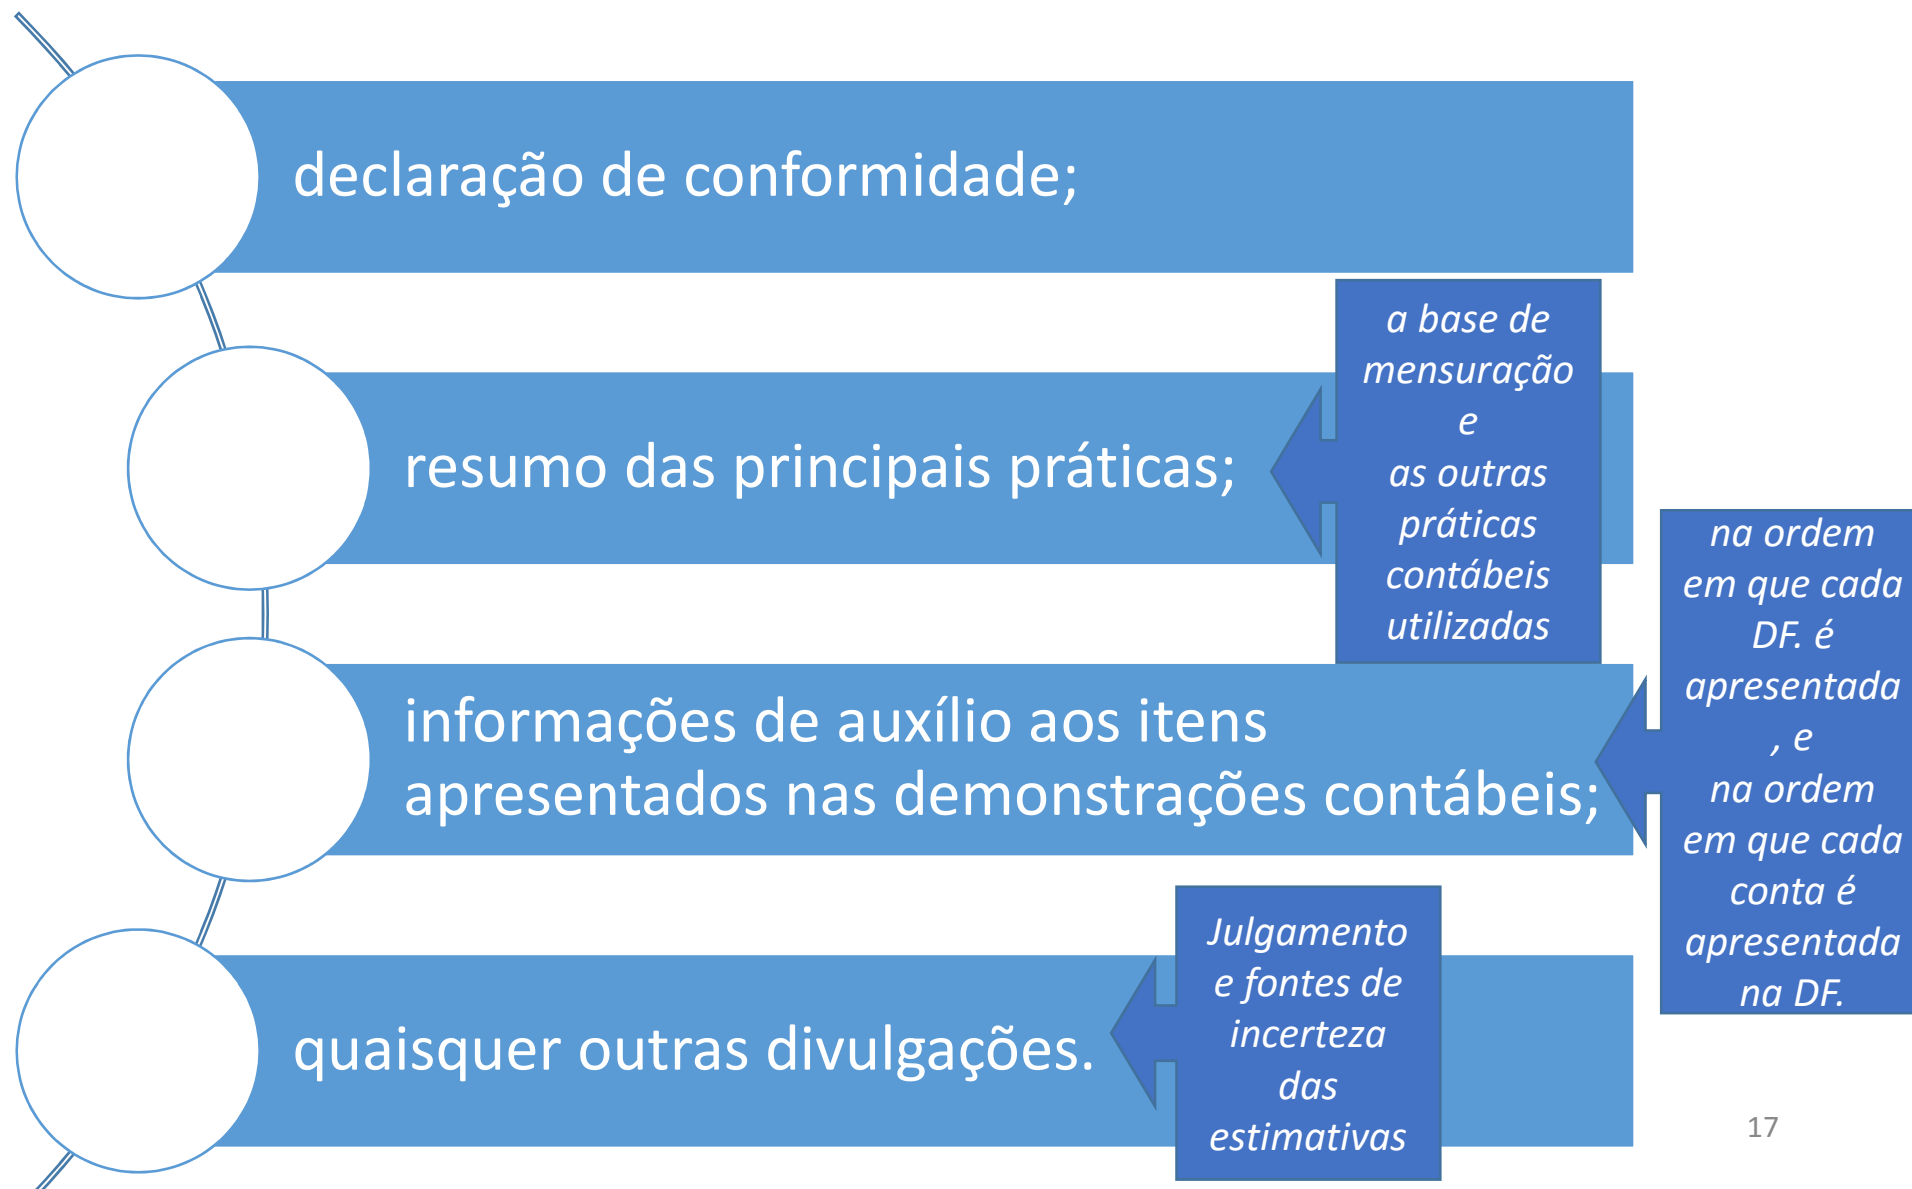 declaração de conformidade;
resumo das principais práticas;
a base de
mensuração
e
as outras
práticas
contábeis
utilizadas
informações de auxílio aos itens
apresentados nas demonstrações contábeis;
na ordem
em que cada
DF. é
apresentada
, e
na ordem
em que cada
conta é
apresentada
na DF.
quaisquer outras divulgações.
Julgamento
e fontes de
incerteza
das
estimativas
17